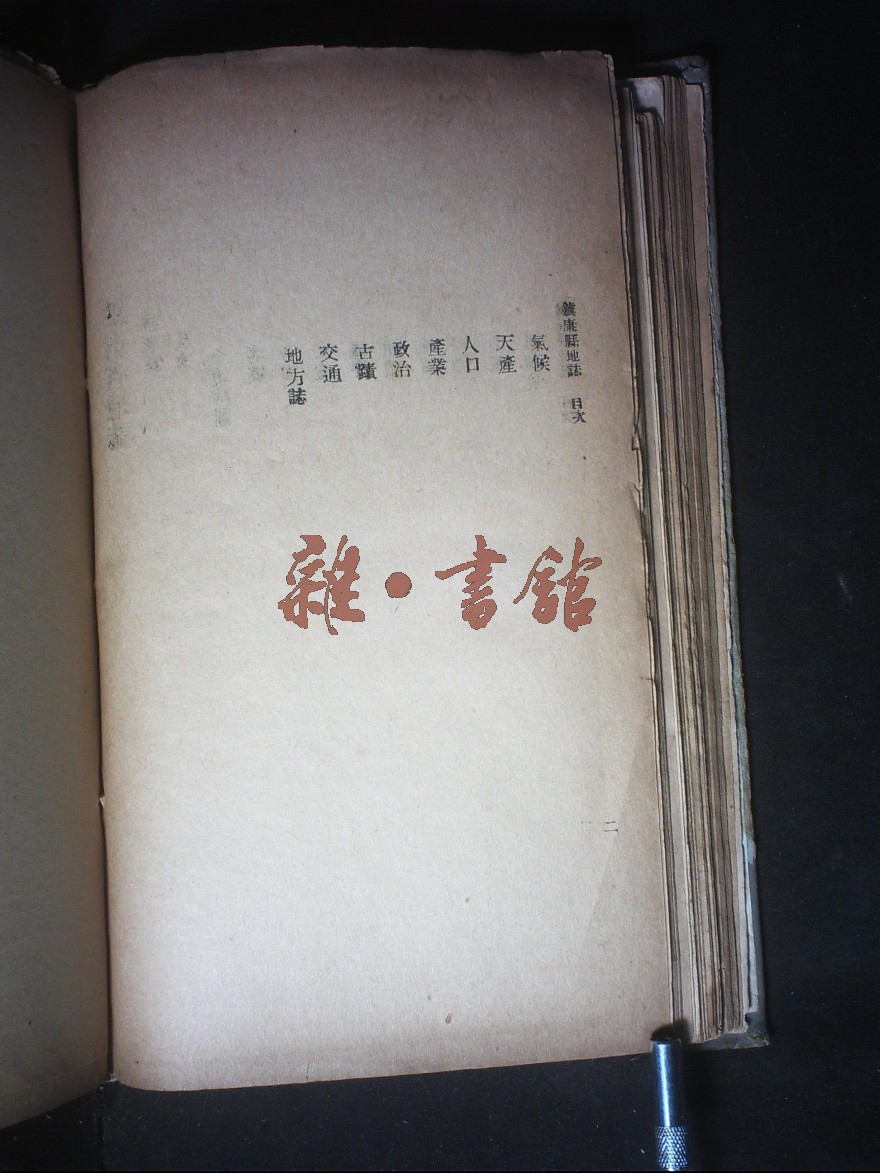 鎮康縣地誌　目次
氣候
天產
人口
產業
政治
古蹟
交通
地方誌
二
雜·書館